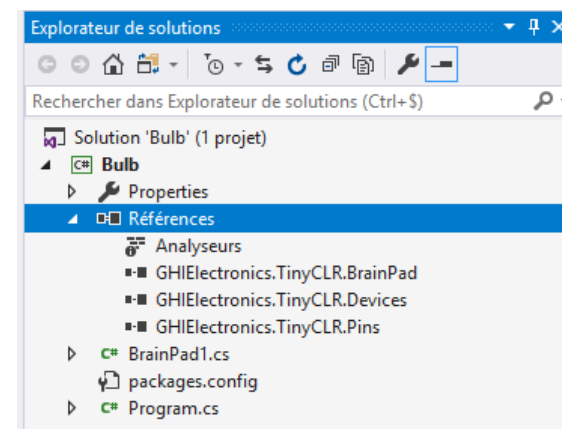 Explorateur de solutions
Rechercher dans Explorateur de solutions (Ctrl+$)
Solution 'Bulb' (1 projet)
C# Bulb
Properties
Références
Analyseurs
GHIElectronics.TinyCLR.BrainPad
GHIElectronics.TinyCLR.Devices
GHIElectronics.TinyCLR.Pins
C# BrainPad1.cs
packages.config
C# Program.cs